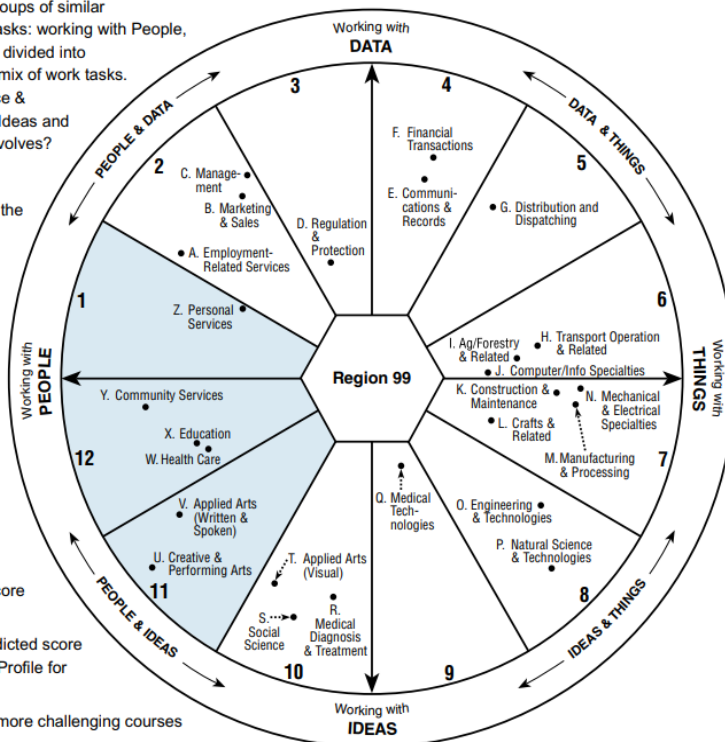 oups of similar
asks: working with People,
divided into
mix of work tasks.
e &
Ideas and
volves?
the
core
dicted score
Profile for
more challenging courses
Working with
DATA
PEOPLE & DATA
DATA & THINGS
3
4
2
5
1
6
12
7
11
8
10
9
F. Financial
Transactions
E. Communi-
cations &
Records
G. Distribution and
Dispatching
C. Manage-
ment
B. Marketing
& Sales
D. Regulation
&
Protection
A. Employment-
Related Services
Z. Personal
Services
I. Ag/Forestry
& Related
H. Transport Operation
& Related
J. Computer/Info Specialties
Working with
PEOPLE
Region 99
Working with
THINGS
Y. Community Services
K. Construction &
Maintenance
N. Mechanical
& Electrical
Specialties
L. Crafts &
Related
X. Education
W. Health Care
M. Manufacturing
& Processing
V. Applied Arts
(Written &
Spoken)
Q. Medical
Tech-
nologies
O. Engineering
& Technologies
P. Natural Science
& Technologies
U. Creative &
Performing Arts
T. Applied Arts
(Visual)
S.
Social
Science
R.
Medical
Diagnosis
& Treatment
PEOPLE & IDEAS
IDEAS & THINGS
Working with
IDEAS